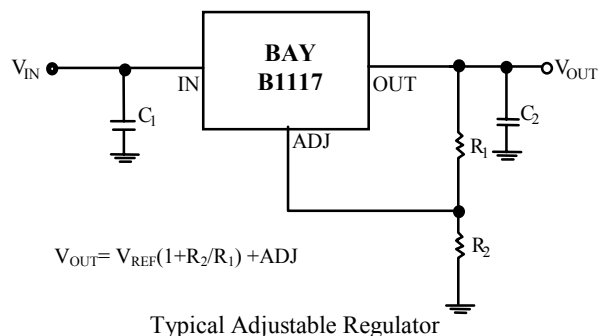 BAY
B1117
V_IN
IN
OUT
V_OUT
C_1
ADJ
C_2
R_1
R_2
V_OUT= V_REF(1+R_2/R_1) +ADJ
Typical Adjustable Regulator